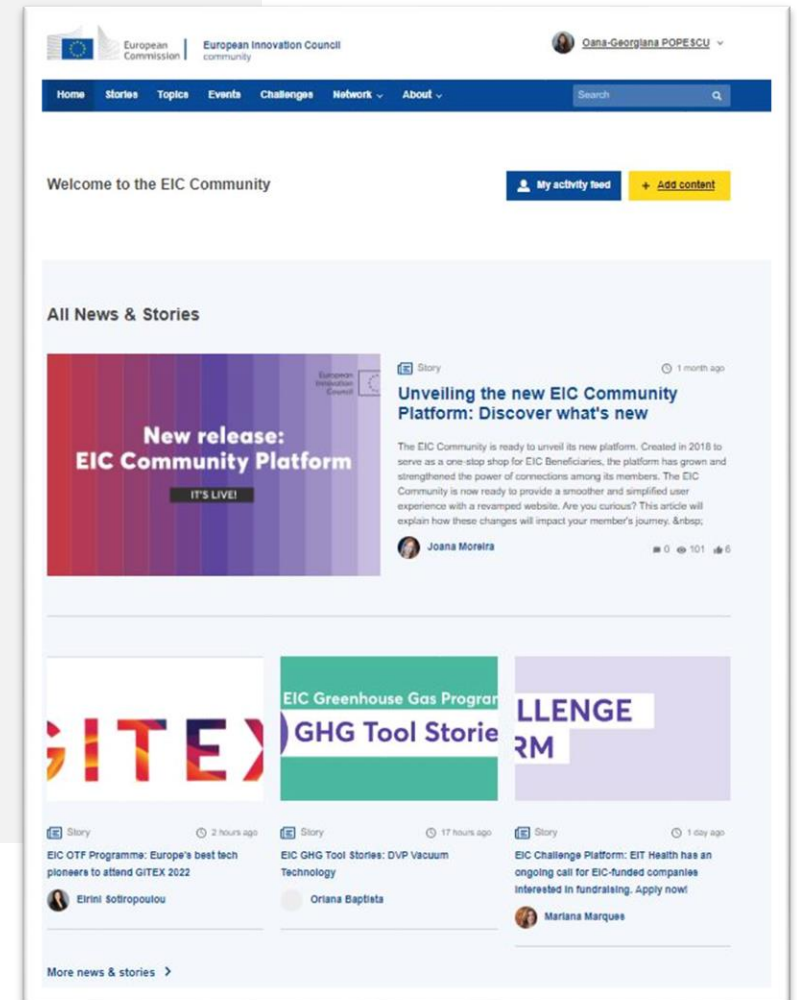 European
Commission
European Innovation Council
community
Oana-Georgiana POPESCU
Home Stories Topics Events Challenges Network About
Search
Welcome to the EIC Community
My activity feed
+ Add content
All News & Stories
European
Innovation
Council
New release:
EIC Community Platform
IT'S LIVE!
Story
1 month ago
Unveiling the new EIC Community
Platform: Discover what's new
The EIC Community is ready to unveil its new platform. Created in 2018 to
serve as a one-stop shop for EIC Beneficiaries, the platform has grown and
strengthened the power of connections among its members. The EIC
Community is now ready to provide a smoother and simplified user
experience with a revamped website. Are you curious? This article will
explain how these changes will impact your member's journey. &nbsp;
Joana Moreira
0 101 6
GITEX
Story
2 hours ago
EIC OTF Programme: Europe's best tech
pioneers to attend GITEX 2022
Eirini Sotiropoulou
EIC Greenhouse Gas Program
GHG Tool Storie
Story
17 hours ago
EIC GHG Tool Stories: DVP Vacuum
Technology
Oriana Baptista
LLENGE
RM
Story
1 day ago
EIC Challenge Platform: EIT Health has an
ongoing call for EIC-funded companies
interested in fundraising. Apply now!
Mariana Marques
More news & stories